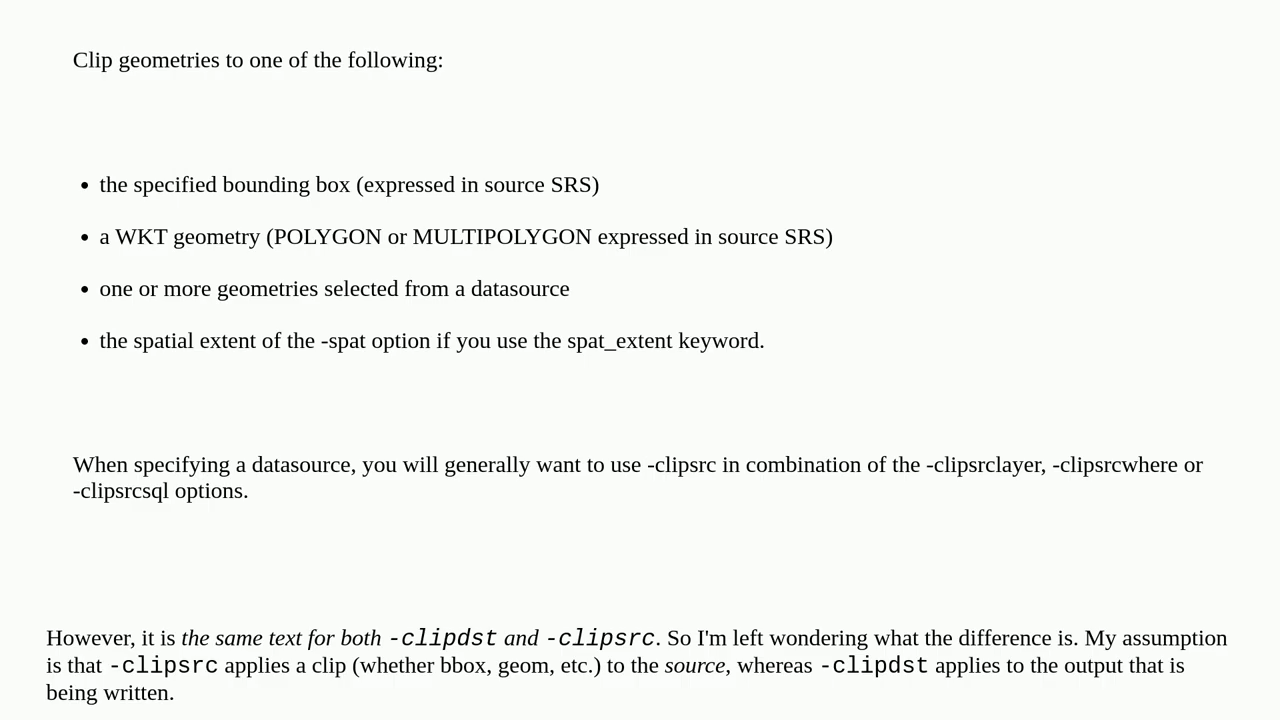 Clip geometries to one of the following:
• the specified bounding box (expressed in source SRS)
• a WKT geometry (POLYGON or MULTIPOLYGON expressed in source SRS)
• one or more geometries selected from a datasource
• the spatial extent of the -spat option if you use the spat_extent keyword.
When specifying a datasource, you will generally want to use -clipsrc in combination of the -clipsrclayer, -clipsrcwhere or
-clipsrcsql options.
However, it is the same text for both -clipdst and -clipsrc. So I'm left wondering what the difference is. My assumption
is that -clipsrc applies a clip (whether bbox, geom, etc.) to the source, whereas -clipdst applies to the output that is
being written.